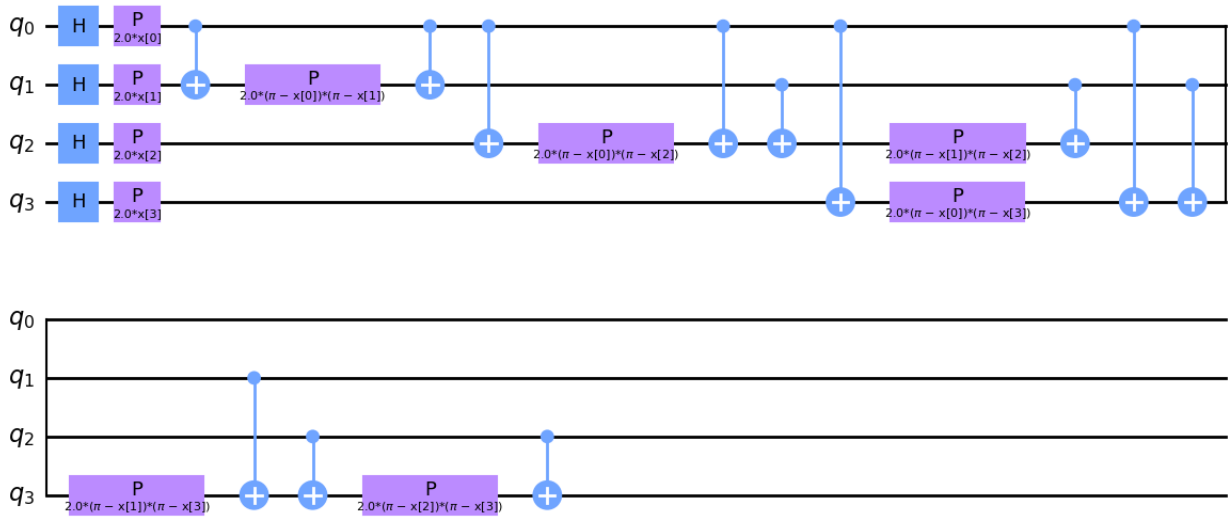 q₀ H P
2.0*x[0]
q₁ H P P
2.0*x[1] 2.0*(π − x[0])*(π − x[1])
q₂ H P P P
2.0*x[2] 2.0*(π − x[0])*(π − x[2]) 2.0*(π − x[1])*(π − x[2])
q₃ H P P
2.0*x[3] 2.0*(π − x[0])*(π − x[3])
q₀
q₁
q₂
q₃ P P
2.0*(π − x[1])*(π − x[3]) 2.0*(π − x[2])*(π − x[3])